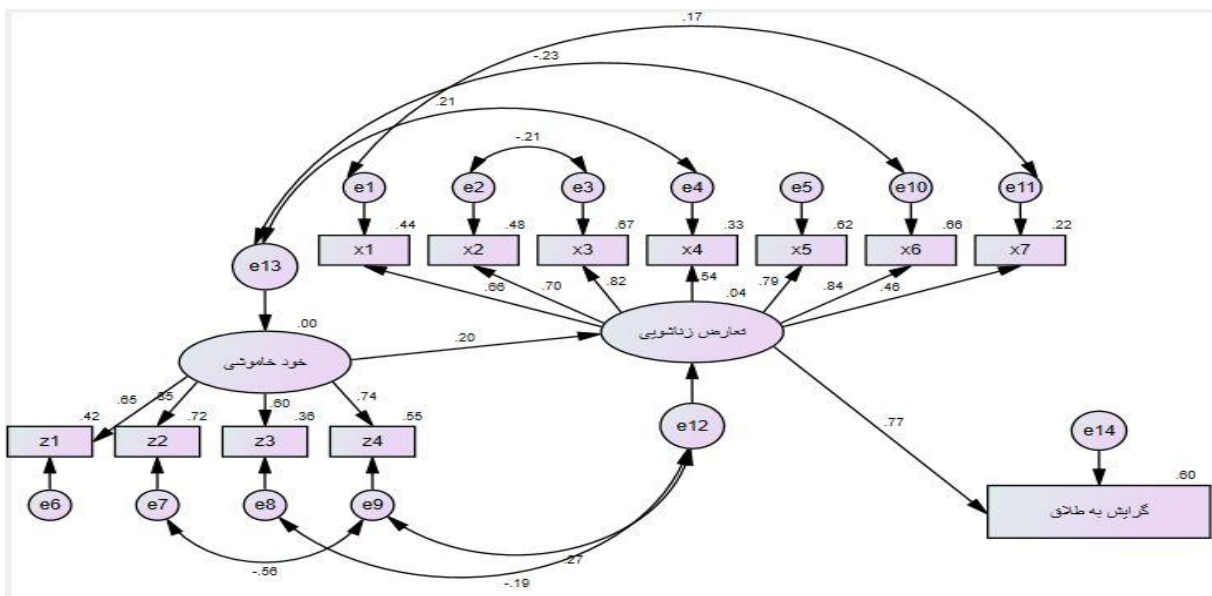 .17
-.23
.21
-.21
e1
e2
e3
e4
e5
e10
e11
.44
.48
.67
.33
.62
.66
.22
x1
x2
x3
x4
x5
x6
x7
e13
.66
.70
.82
.54
.79
.84
.46
.04
تعارض زناشویی
.00
خود خاموشی
.20
.65
.85
.60
.74
.42
.72
.36
.55
z1
z2
z3
z4
e12
.77
e14
.60
گرایش به طلاق
e6
e7
e8
e9
-.56
.27
-.19